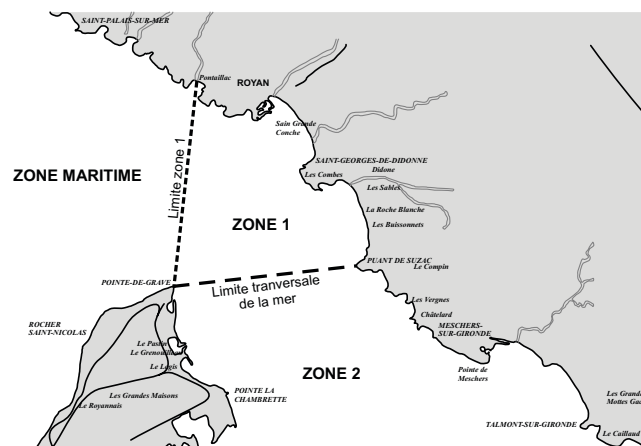 SAINT-PALAIS-SUR-MER
Pontaillac
ROYAN
Sain Grande
Conche
SAINT-GEORGES-DE-DIDONNE
Didone
Les Combes
Les Sables
ZONE MARITIME
Limite zone 1
ZONE 1
La Roche Blanche
Les Buissonnets
PUANT DE SUZAC
Le Compin
POINTE-DE-GRAVE
Limite tranversale
de la mer
Les Vergnes
Châtelard
MESCHERS-
SUR-GIRONDE
ROCHER
SAINT-NICOLAS
Le Pastin
Le Grenouillau
Le Logis
ZONE 2
Pointe de
Meschers
Les Grandes Maisons
Le Royannais
POINTE LA
CHAMBRETTE
Les Grand
Mottes Gac
TALMONT-SUR-GIRONDE
Le Caillaud